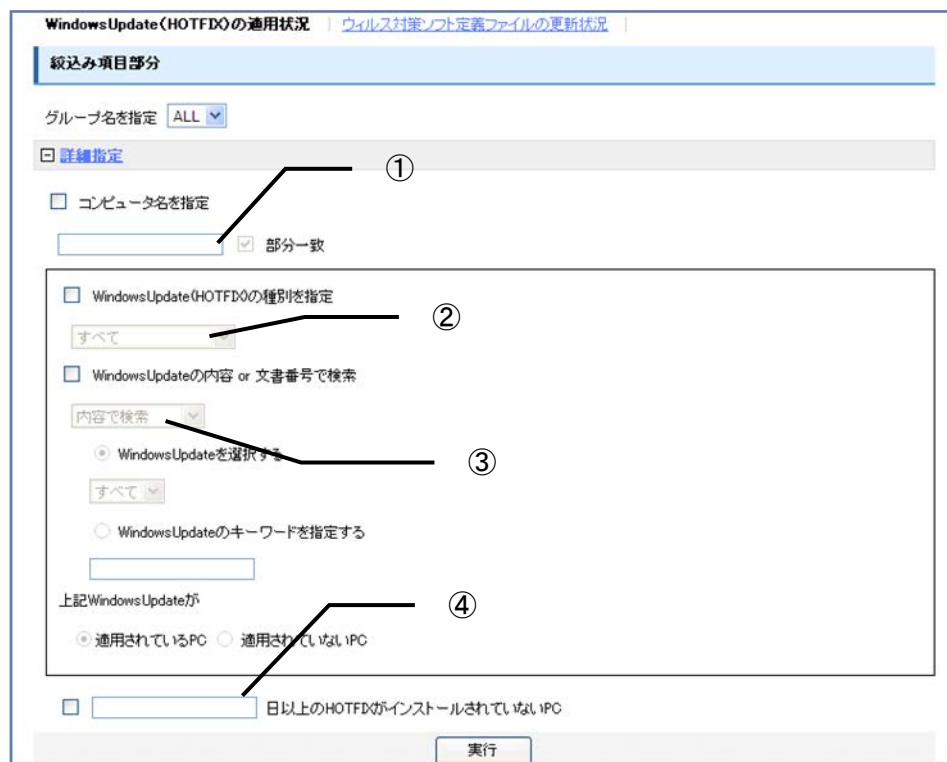 WindowsUpdate(HOTFIX)の適用状況 | ウィルス対策ソフト定義ファイルの更新状況 |
絞込み項目部分
グループ名を指定 ALL
詳細指定
①
コンピュータ名を指定
部分一致
WindowsUpdate(HOTFIX)の種別を指定
②
すべて
WindowsUpdateの内容 or 文書番号で検索
内容で検索
WindowsUpdateを選択する
③
すべて
WindowsUpdateのキーワードを指定する
上記WindowsUpdateが
④
適用されているPC 適用されていないPC
日以上のHOTFIXがインストールされていないPC
実行